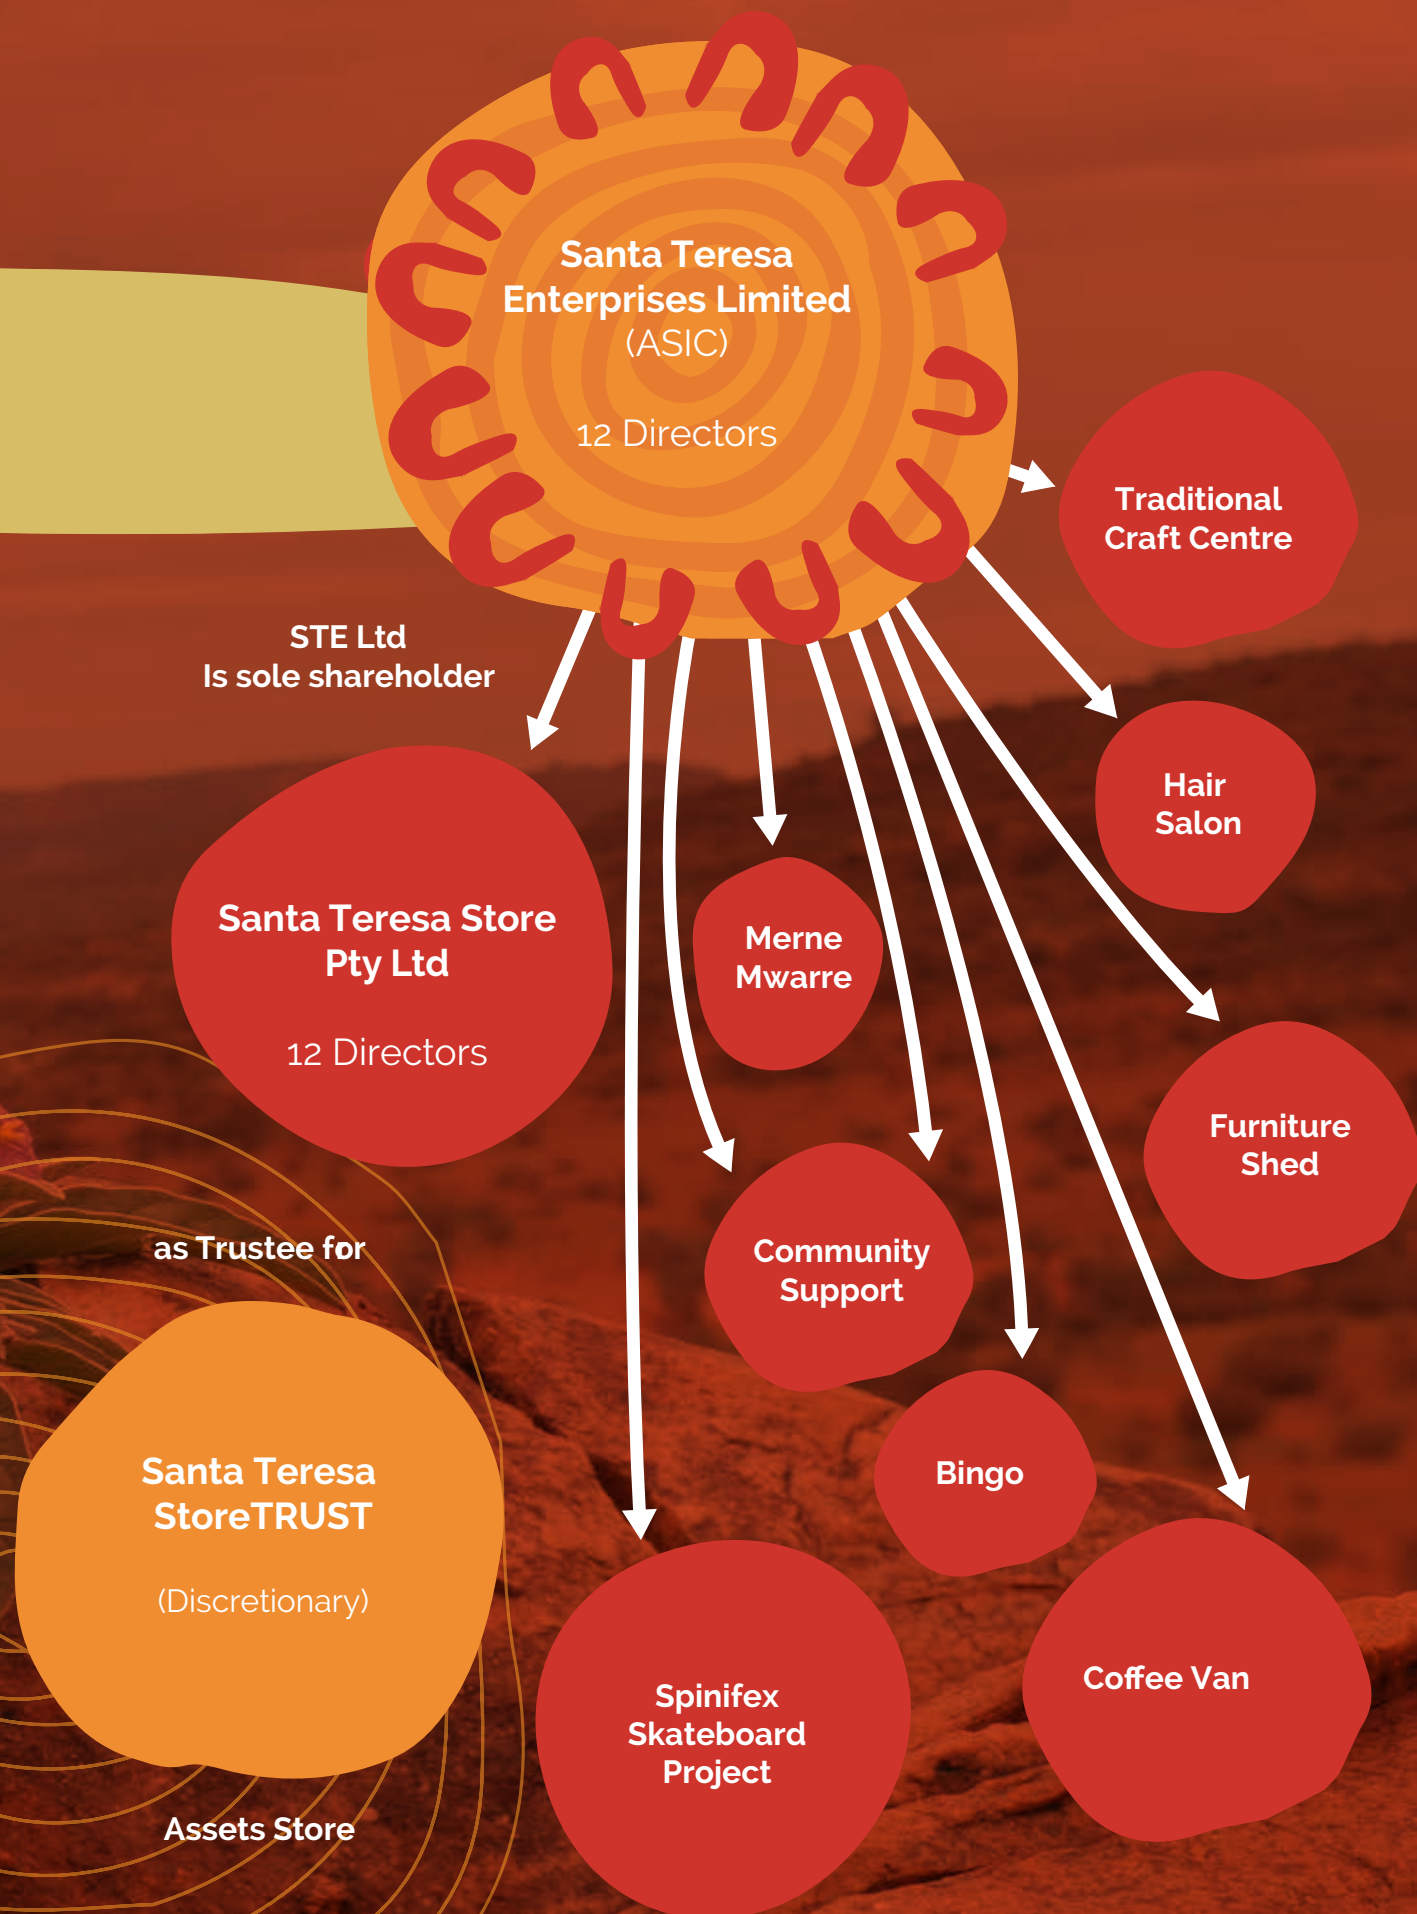 Santa Teresa
Enterprises Limited
(ASIC)
12 Directors
Traditional
Craft Centre
STE Ltd
Is sole shareholder
Hair
Salon
Santa Teresa Store
Pty Ltd
12 Directors
Merne
Mwarre
Furniture
Shed
as Trustee for
Community
Support
Santa Teresa
StoreTRUST
(Discretionary)
Bingo
Spinifex
Skateboard
Project
Coffee Van
Assets Store